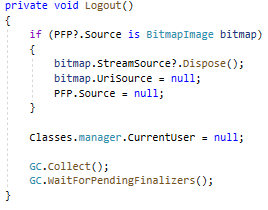 private void Logout()
{
    if (PFP?.Source is BitmapImage bitmap)
    {
        bitmap.StreamSource?.Dispose();
        bitmap.UriSource = null;
        PFP.Source = null;
    }

    Classes.manager.CurrentUser = null;

    GC.Collect();
    GC.WaitForPendingFinalizers();
}